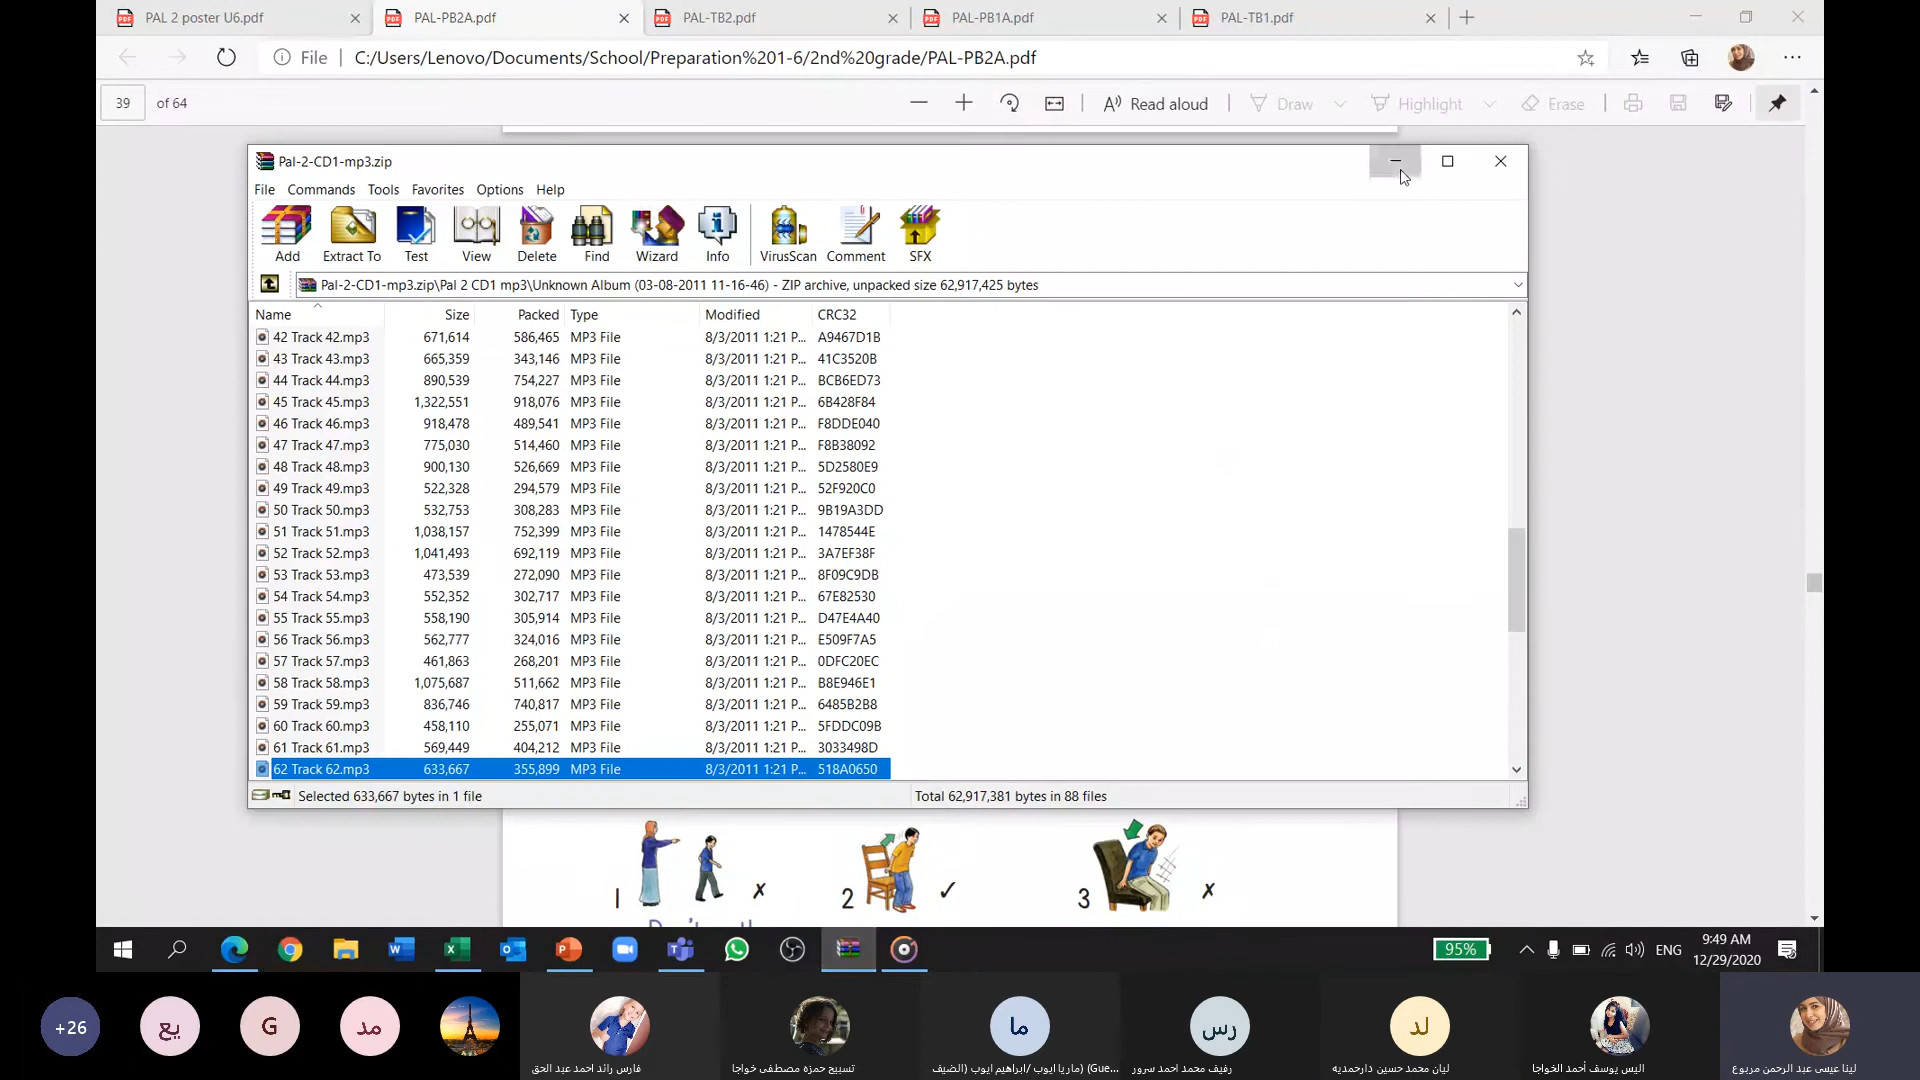 PAL 2 poster U6.pdf
PAL-PB2A.pdf
PAL-TB2.pdf
PAL-PB1A.pdf
PAL-TB1.pdf
File C:/Users/Lenovo/Documents/School/Preparation%201-6/2nd%20grade/PAL-PB2A.pdf
39 of 64
Read aloud
Draw
Highlight
Erase
Pal-2-CD1-mp3.zip
File Commands Tools Favorites Options Help
Add Extract To Test View Delete Find Wizard Info VirusScan Comment SFX
Pal-2-CD1-mp3.zip\Pal 2 CD1 mp3\Unknown Album (03-08-2011 11-16-46) - ZIP archive, unpacked size 62,917,425 bytes
Name Size Packed Type Modified CRC32
42 Track 42.mp3 671,614 586,465 MP3 File 8/3/2011 1:21 P... A9467D1B
43 Track 43.mp3 665,359 343,146 MP3 File 8/3/2011 1:21 P... 41C3520B
44 Track 44.mp3 890,539 754,227 MP3 File 8/3/2011 1:21 P... BCB6ED73
45 Track 45.mp3 1,322,551 918,076 MP3 File 8/3/2011 1:21 P... 6B428F84
46 Track 46.mp3 918,478 489,541 MP3 File 8/3/2011 1:21 P... F8DDE040
47 Track 47.mp3 775,030 514,460 MP3 File 8/3/2011 1:21 P... F8B38092
48 Track 48.mp3 900,130 526,669 MP3 File 8/3/2011 1:21 P... 5D2580E9
49 Track 49.mp3 522,328 294,579 MP3 File 8/3/2011 1:21 P... 52F920C0
50 Track 50.mp3 532,753 308,283 MP3 File 8/3/2011 1:21 P... 9B19A3DD
51 Track 51.mp3 1,038,157 752,399 MP3 File 8/3/2011 1:21 P... 1478544E
52 Track 52.mp3 1,041,493 692,119 MP3 File 8/3/2011 1:21 P... 3A7EF38F
53 Track 53.mp3 473,539 272,090 MP3 File 8/3/2011 1:21 P... 8F09C9DB
54 Track 54.mp3 552,352 302,717 MP3 File 8/3/2011 1:21 P... 67E82530
55 Track 55.mp3 558,190 305,914 MP3 File 8/3/2011 1:21 P... D47E4A40
56 Track 56.mp3 562,777 324,016 MP3 File 8/3/2011 1:21 P... E509F7A5
57 Track 57.mp3 461,863 268,201 MP3 File 8/3/2011 1:21 P... 0DFC20EC
58 Track 58.mp3 1,075,687 511,662 MP3 File 8/3/2011 1:21 P... B8E946E1
59 Track 59.mp3 836,746 740,817 MP3 File 8/3/2011 1:21 P... 6485B2B8
60 Track 60.mp3 458,110 255,071 MP3 File 8/3/2011 1:21 P... 5FDDC09B
61 Track 61.mp3 569,449 404,212 MP3 File 8/3/2011 1:21 P... 3033498D
62 Track 62.mp3 633,667 355,899 MP3 File 8/3/2011 1:21 P... 518A0650
Selected 633,667 bytes in 1 file
Total 62,917,381 bytes in 88 files
1 ✗ 2 ✓ 3 ✗
95%
ENG
9:49 AM
12/29/2020
+26
يع
G
مد
ما
رس
لد
فارس رائد احمد عبد الحق
تسبيح حمزه مصطفى خواجا
(ماريا ايوب /ابراهيم ايوب (الضيف (Gue...
رفيف محمد احمد سرور
ليان محمد حسين دارحمديه
اليس يوسف أحمد الخواجا
لينا عيسى عبد الرحمن مربوع